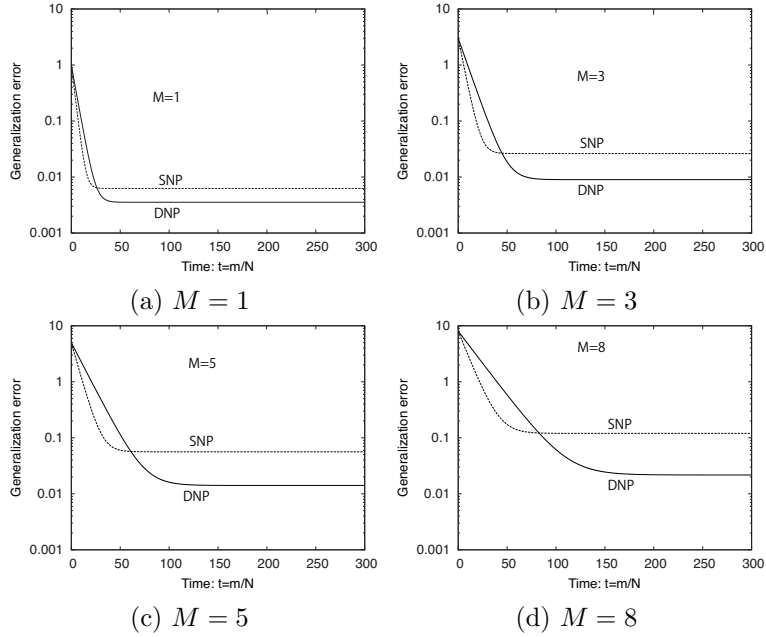 10
1
0.1
0.01
0.001
Generalization error
M=1
SNP
DNP
0 50 100 150 200 250 300
Time: t=m/N
(a) M = 1
10
1
0.1
0.01
0.001
Generalization error
M=3
SNP
DNP
0 50 100 150 200 250 300
Time: t=m/N
(b) M = 3
10
1
0.1
0.01
0.001
Generalization error
M=5
SNP
DNP
0 50 100 150 200 250 300
Time: t=m/N
(c) M = 5
10
1
0.1
0.01
0.001
Generalization error
M=8
SNP
DNP
0 50 100 150 200 250 300
Time: t=m/N
(d) M = 8